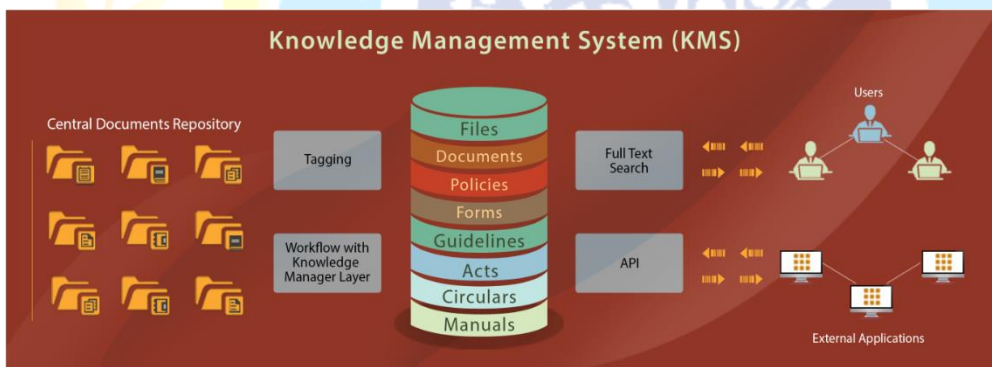 Knowledge Management System (KMS)
Central Documents Repository
Tagging
Workflow with
Knowledge
Manager Layer
Files
Documents
Policies
Forms
Guidelines
Acts
Circulars
Manuals
Full Text
Search
API
Users
External Applications